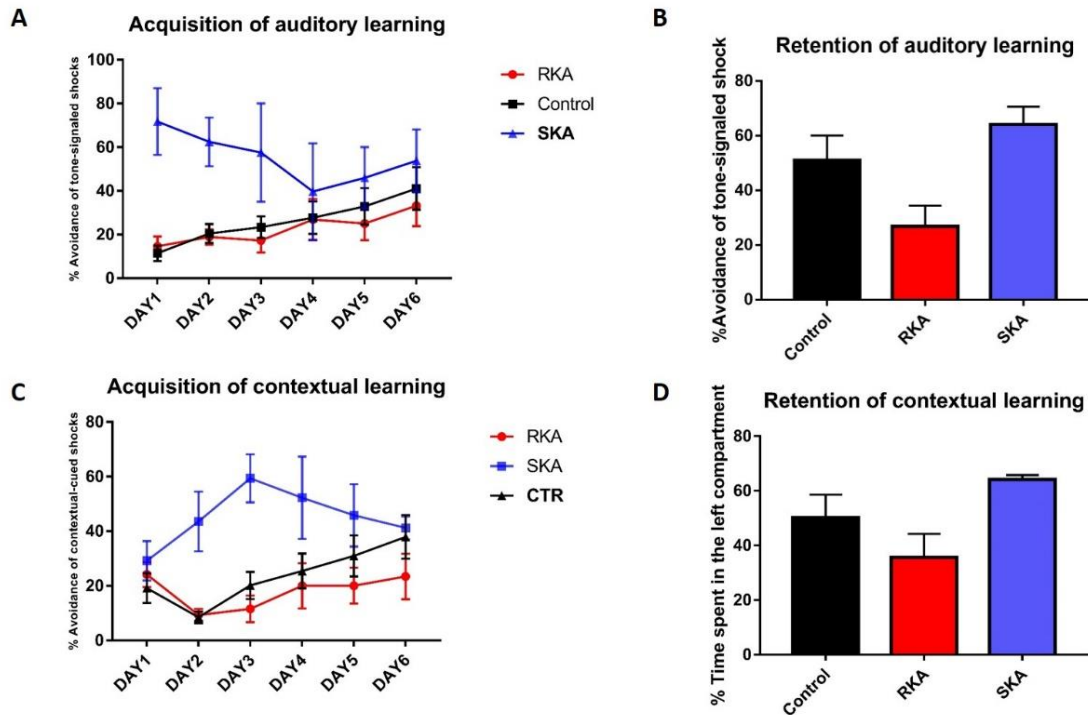 A
Acquisition of auditory learning
% Avoidance of tone-signaled shocks
100
80
60
40
20
0
DAY1
DAY2
DAY3
DAY4
DAY5
DAY6
RKA
Control
SKA
B
Retention of auditory learning
%Avoidance of tone-signaled shock
80
60
40
20
0
Control
RKA
SKA
C
Acquisition of contextual learning
% Avoidance of contextual-cued shocks
80
60
40
20
0
DAY1
DAY2
DAY3
DAY4
DAY5
DAY6
RKA
SKA
CTR
D
Retention of contextual learning
% Time spent in the left compartment
80
60
40
20
0
Control
RKA
SKA